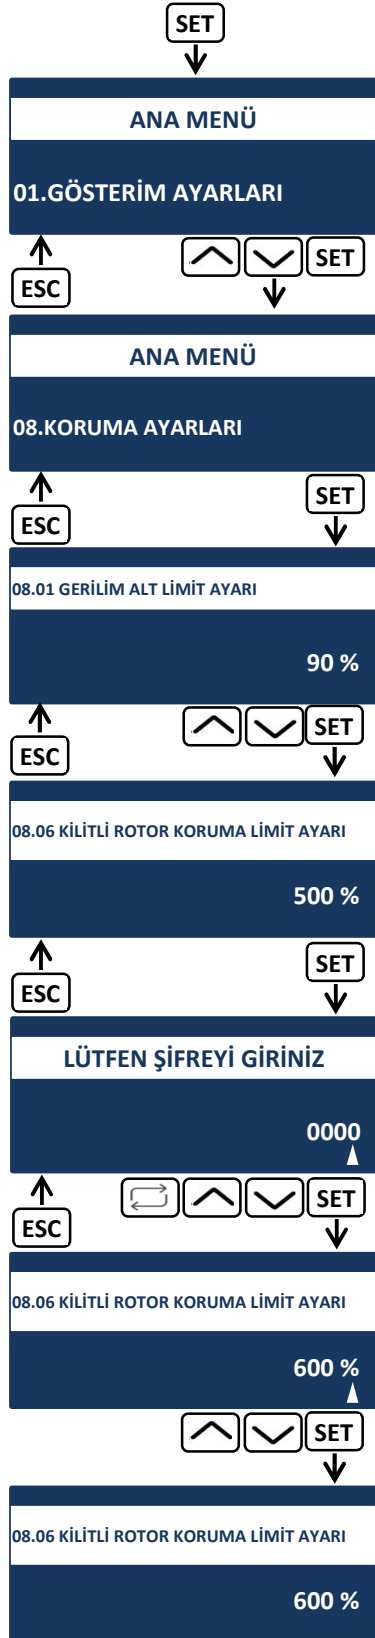 SET
ANA MENÜ
01.GÖSTERİM AYARLARI
ESC
SET
ANA MENÜ
08.KORUMA AYARLARI
ESC
SET
08.01 GERİLİM ALT LİMİT AYARI
90 %
ESC
SET
08.06 KİLİTLİ ROTOR KORUMA LİMİT AYARI
500 %
ESC
SET
LÜTFEN ŞİFREYİ GİRİNİZ
0000
ESC
SET
08.06 KİLİTLİ ROTOR KORUMA LİMİT AYARI
600 %
SET
08.06 KİLİTLİ ROTOR KORUMA LİMİT AYARI
600 %